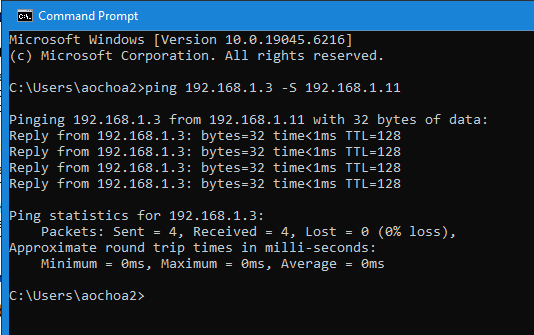 Command Prompt
Microsoft Windows [Version 10.0.19045.6216]
(c) Microsoft Corporation. All rights reserved.
C:\Users\aochoa2>ping 192.168.1.3 -S 192.168.1.11
Pinging 192.168.1.3 from 192.168.1.11 with 32 bytes of data:
Reply from 192.168.1.3: bytes=32 time<1ms TTL=128
Reply from 192.168.1.3: bytes=32 time<1ms TTL=128
Reply from 192.168.1.3: bytes=32 time<1ms TTL=128
Reply from 192.168.1.3: bytes=32 time<1ms TTL=128
Ping statistics for 192.168.1.3:
    Packets: Sent = 4, Received = 4, Lost = 0 (0% loss),
Approximate round trip times in milli-seconds:
    Minimum = 0ms, Maximum = 0ms, Average = 0ms
C:\Users\aochoa2>